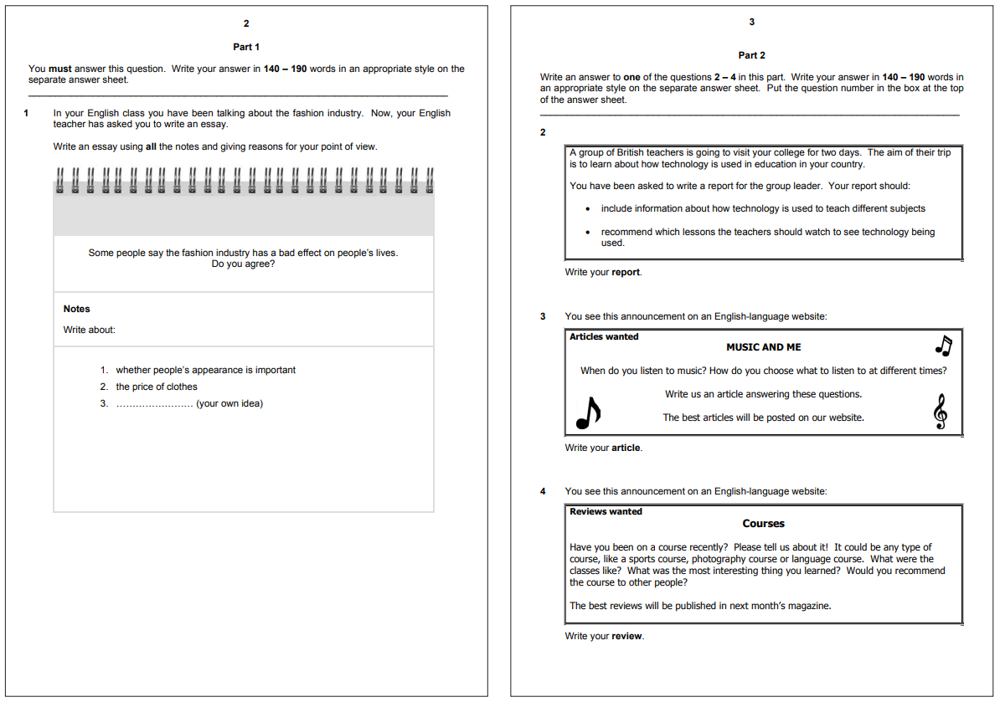 2
Part 1
You must answer this question. Write your answer in 140 – 190 words in an appropriate style on the
separate answer sheet.
1 In your English class you have been talking about the fashion industry. Now, your English
teacher has asked you to write an essay.
Write an essay using all the notes and giving reasons for your point of view.
Some people say the fashion industry has a bad effect on people's lives.
Do you agree?
Notes
Write about:
1. whether people's appearance is important
2. the price of clothes
3. …………………… (your own idea)
3
Part 2
Write an answer to one of the questions 2 – 4 in this part. Write your answer in 140 – 190 words in
an appropriate style on the separate answer sheet. Put the question number in the box at the top
of the answer sheet.
2
A group of British teachers is going to visit your college for two days. The aim of their trip
is to learn about how technology is used in education in your country.
You have been asked to write a report for the group leader. Your report should:
• include information about how technology is used to teach different subjects
• recommend which lessons the teachers should watch to see technology being
used.
Write your report.
3 You see this announcement on an English-language website:
Articles wanted
MUSIC AND ME
When do you listen to music? How do you choose what to listen to at different times?
Write us an article answering these questions.
The best articles will be posted on our website.
Write your article.
4 You see this announcement on an English-language website:
Reviews wanted
Courses
Have you been on a course recently? Please tell us about it! It could be any type of
course, like a sports course, photography course or language course. What were the
classes like? What was the most interesting thing you learned? Would you recommend
the course to other people?
The best reviews will be published in next month's magazine.
Write your review.